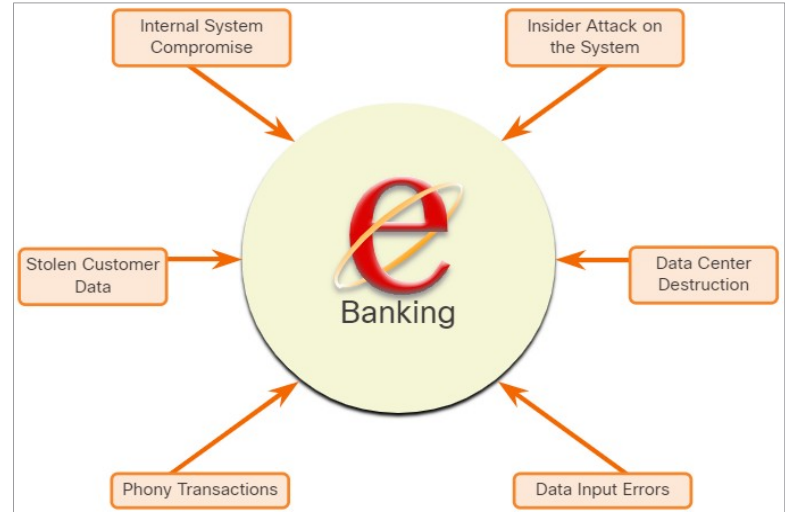 Internal System
Compromise
Insider Attack on
the System
Stolen Customer
Data
e
Banking
Data Center
Destruction
Phony Transactions
Data Input Errors